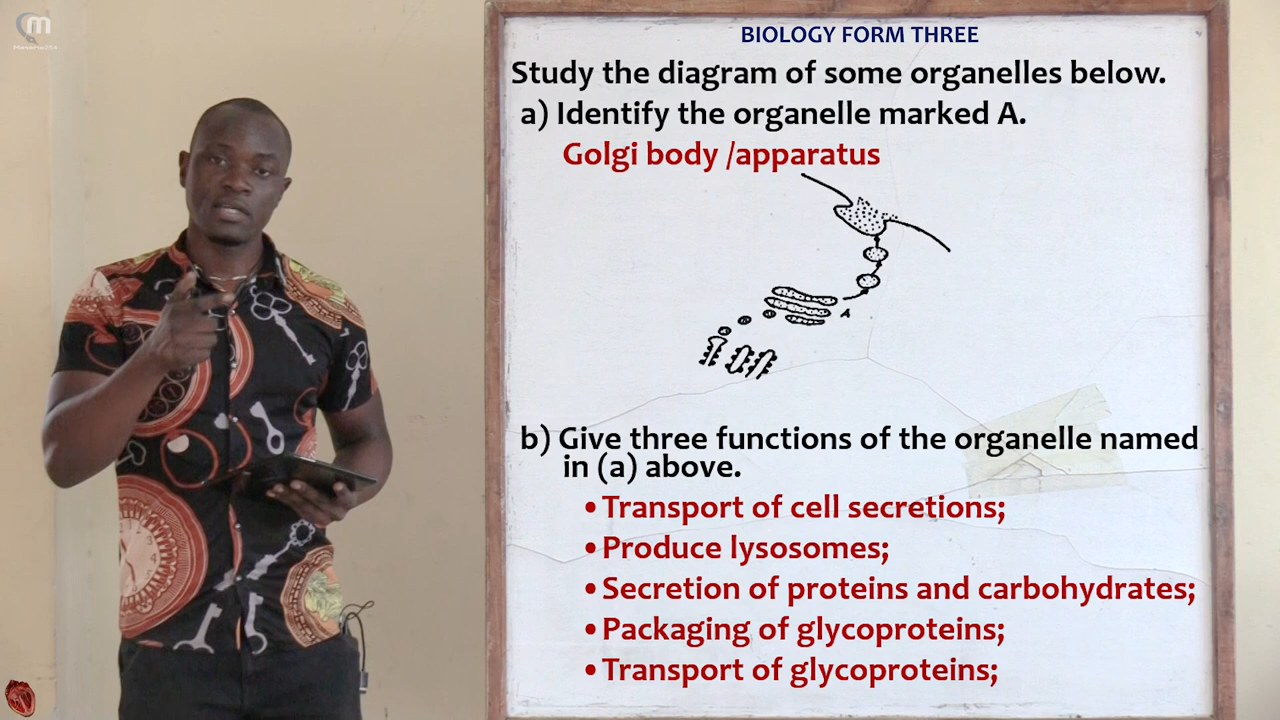 BIOLOGY FORM THREE
Study the diagram of some organelles below.
a) Identify the organelle marked A.
Golgi body /apparatus
A
b) Give three functions of the organelle named
in (a) above.
•Transport of cell secretions;
•Produce lysosomes;
•Secretion of proteins and carbohydrates;
•Packaging of glycoproteins;
•Transport of glycoproteins;